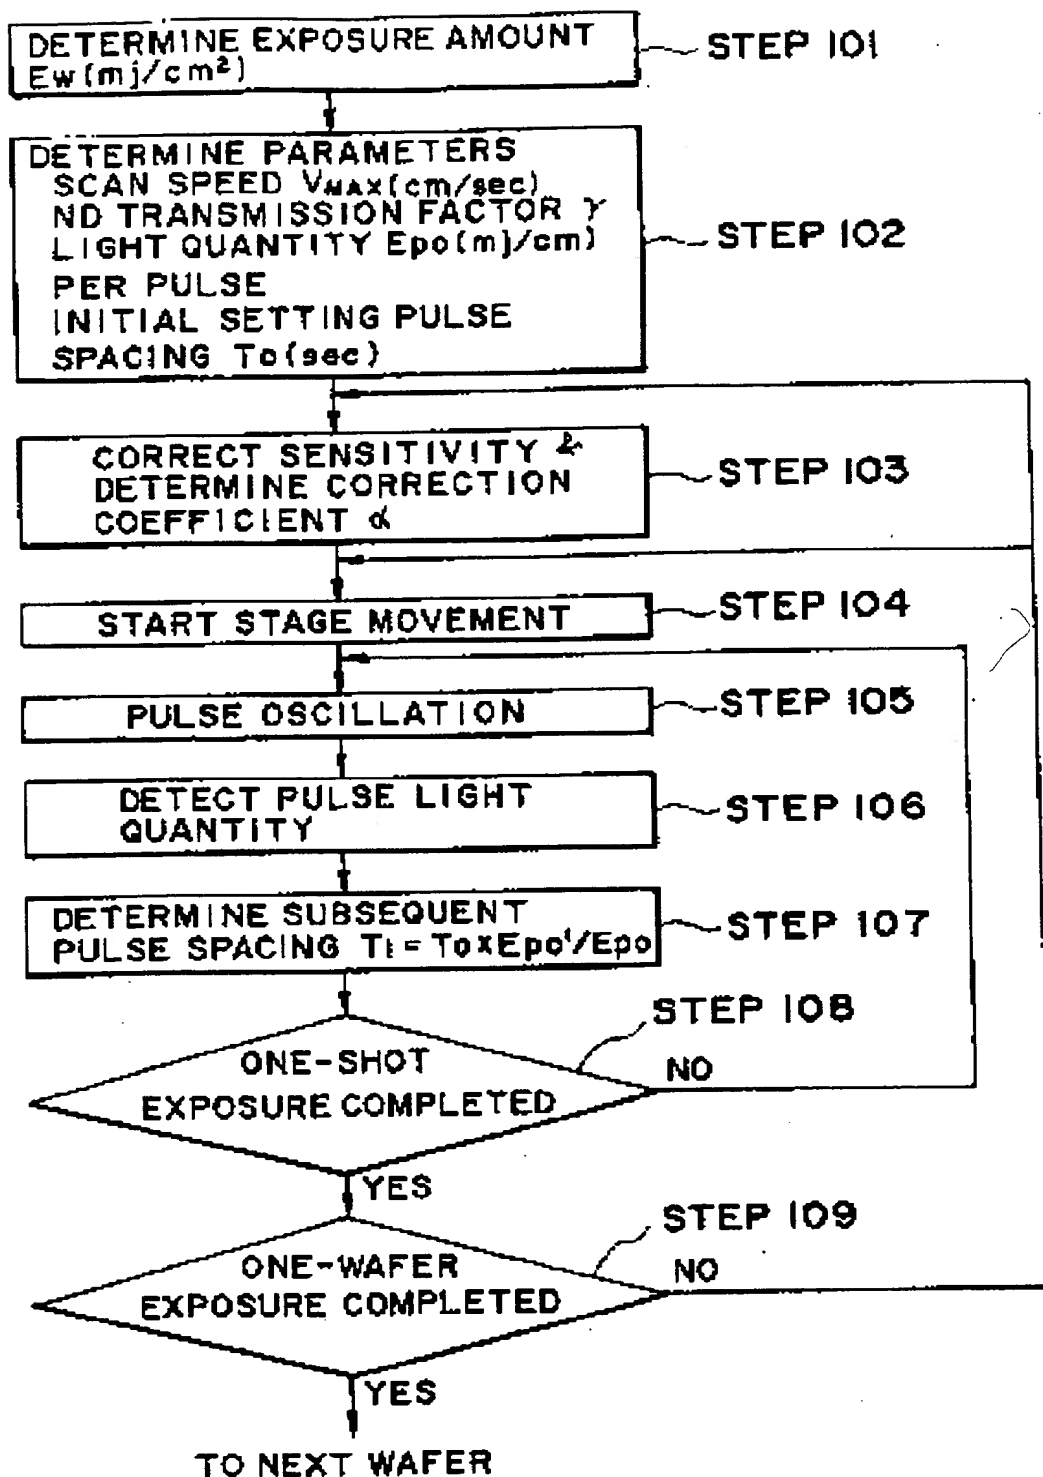 DETERMINE EXPOSURE AMOUNT
Ew(mj/cm²)
STEP 101
DETERMINE PARAMETERS
SCAN SPEED VMAX(cm/sec)
ND TRANSMISSION FACTOR γ
LIGHT QUANTITY Epo(mj/cm)
PER PULSE
INITIAL SETTING PULSE
SPACING To(sec)
STEP 102
CORRECT SENSITIVITY &
DETERMINE CORRECTION
COEFFICIENT α
STEP 103
START STAGE MOVEMENT
STEP 104
PULSE OSCILLATION
STEP 105
DETECT PULSE LIGHT
QUANTITY
STEP 106
DETERMINE SUBSEQUENT
PULSE SPACING T1 = To×Epo'/Epo
STEP 107
STEP 108
ONE-SHOT
EXPOSURE COMPLETED
NO
YES
STEP 109
ONE-WAFER
EXPOSURE COMPLETED
NO
YES
TO NEXT WAFER